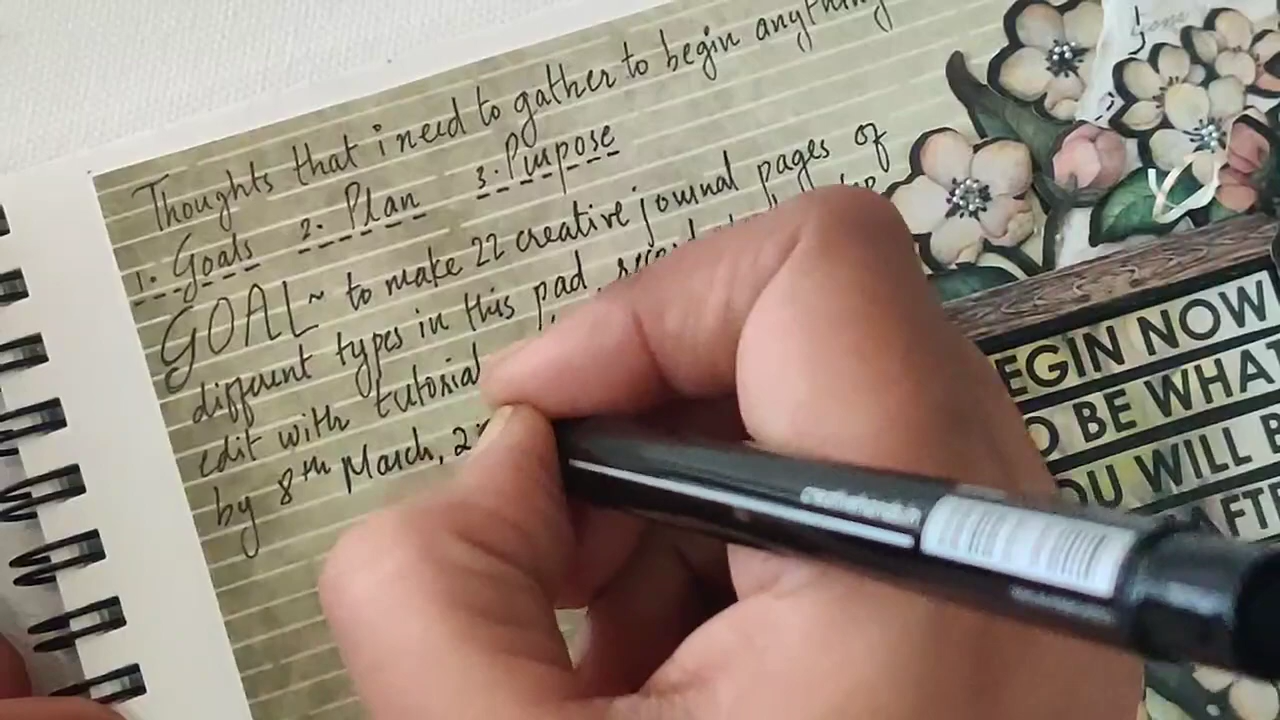 Thoughts that i need to gather to begin anything
1. Goals 2. Plan 3. Purpose
GOAL ~ to make 22 creative journal pages of
different types in this pad,
edit with tutorial
by 8th March, 2
EGIN NOW
O BE WHAT
OU WILL B
AFTE